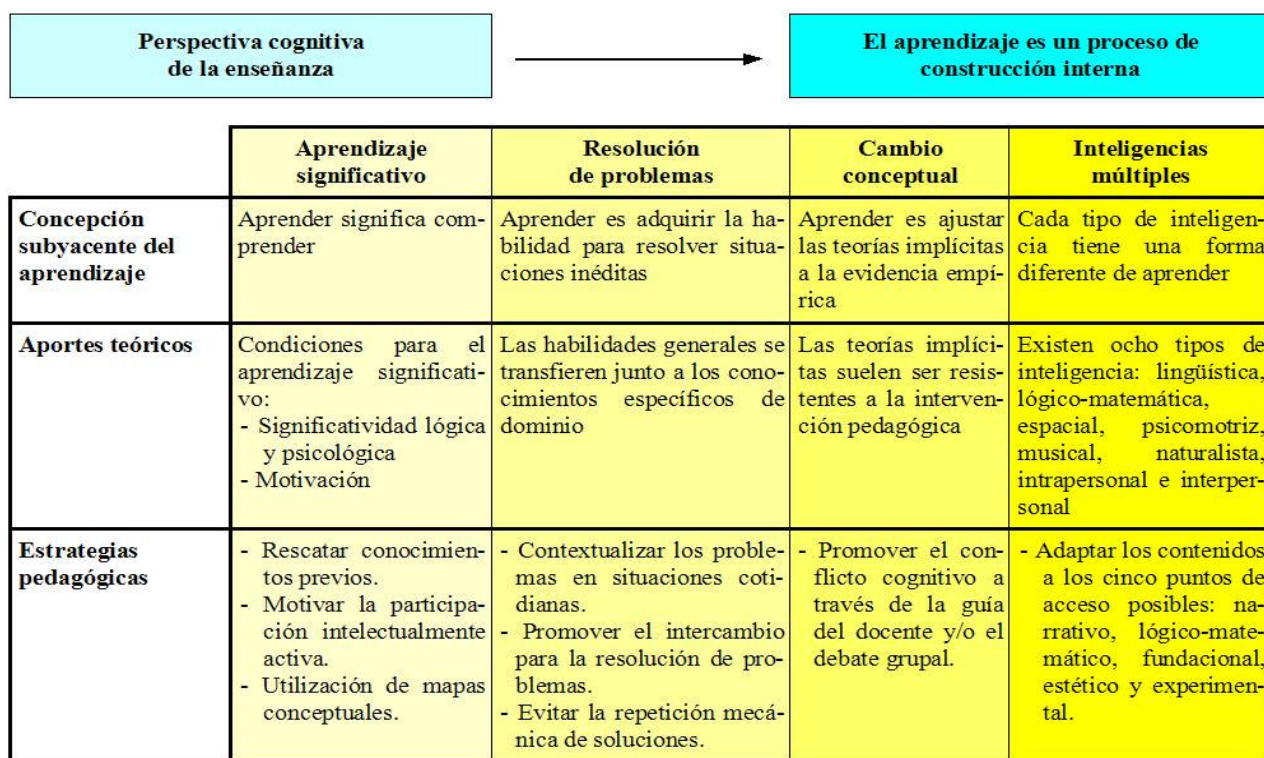 Perspectiva cognitiva
de la enseñanza
El aprendizaje es un proceso de
construcción interna
Aprendizaje
significativo
Resolución
de problemas
Cambio
conceptual
Inteligencias
múltiples
Concepción
subyacente del
aprendizaje
Aprender significa com-
prender
Aprender es adquirir la ha-
bilidad para resolver situa-
ciones inéditas
Aprender es ajustar
las teorías implícitas
a la evidencia empí-
rica
Cada tipo de inteligen-
cia tiene una forma
diferente de aprender
Aportes teóricos
Condiciones para el
aprendizaje significati-
vo:
- Significatividad lógica
y psicológica
- Motivación
Las habilidades generales se
transfieren junto a los cono-
cimientos específicos de
dominio
Las teorías implíci-
tas suelen ser resis-
tentes a la interven-
ción pedagógica
Existen ocho tipos de
inteligencia: lingüística,
lógico-matemática,
espacial, psicomotriz,
musical, naturalista,
intrapersonal e interper-
sonal
Estrategias
pedagógicas
- Rescatar conocimien-
tos previos.
- Motivar la participa-
ción intelectualmente
activa.
- Utilización de mapas
conceptuales.
- Contextualizar los proble-
mas en situaciones coti-
dianas.
- Promover el intercambio
para la resolución de pro-
blemas.
- Evitar la repetición mecá-
nica de soluciones.
- Promover el con-
flicto cognitivo a
través de la guía
del docente y/o el
debate grupal.
- Adaptar los contenidos
a los cinco puntos de
acceso posibles: na-
rrativo, lógico-mate-
mático, fundacional,
estético y experimen-
tal.